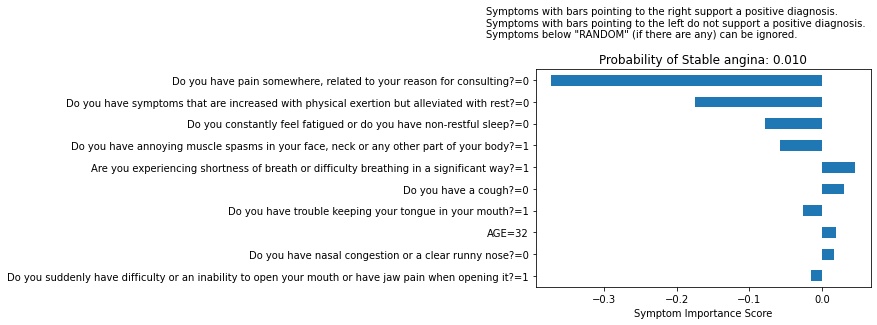 Symptoms with bars pointing to the right support a positive diagnosis.
Symptoms with bars pointing to the left do not support a positive diagnosis.
Symptoms below "RANDOM" (if there are any) can be ignored.
Probability of Stable angina: 0.010
Do you have pain somewhere, related to your reason for consulting?=0
Do you have symptoms that are increased with physical exertion but alleviated with rest?=0
Do you constantly feel fatigued or do you have non-restful sleep?=0
Do you have annoying muscle spasms in your face, neck or any other part of your body?=1
Are you experiencing shortness of breath or difficulty breathing in a significant way?=1
Do you have a cough?=0
Do you have trouble keeping your tongue in your mouth?=1
AGE=32
Do you have nasal congestion or a clear runny nose?=0
Do you suddenly have difficulty or an inability to open your mouth or have jaw pain when opening it?=1
−0.3 −0.2 −0.1 0.0
Symptom Importance Score